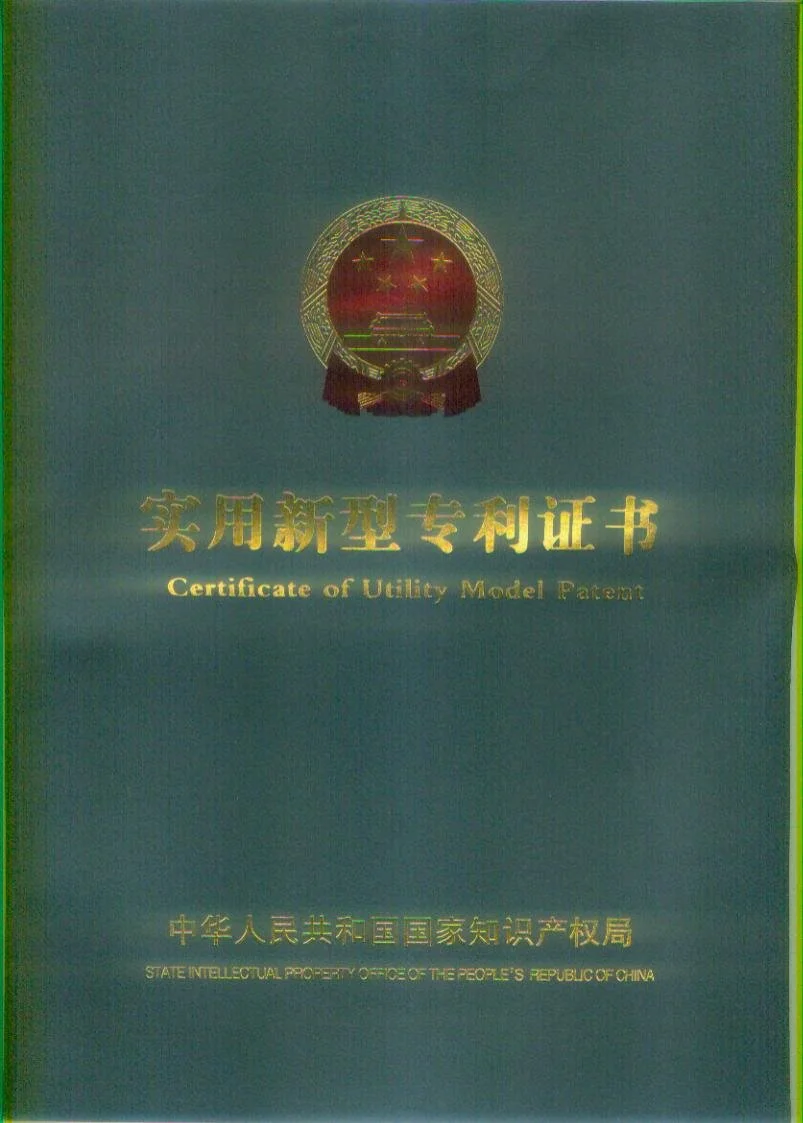 实用新型专利证书
Certificate of Utility Model Patent
中华人民共和国国家知识产权局
STATE INTELLECTUAL PROPERTY OFFICE OF THE PEOPLE'S REPUBLIC OF CHINA